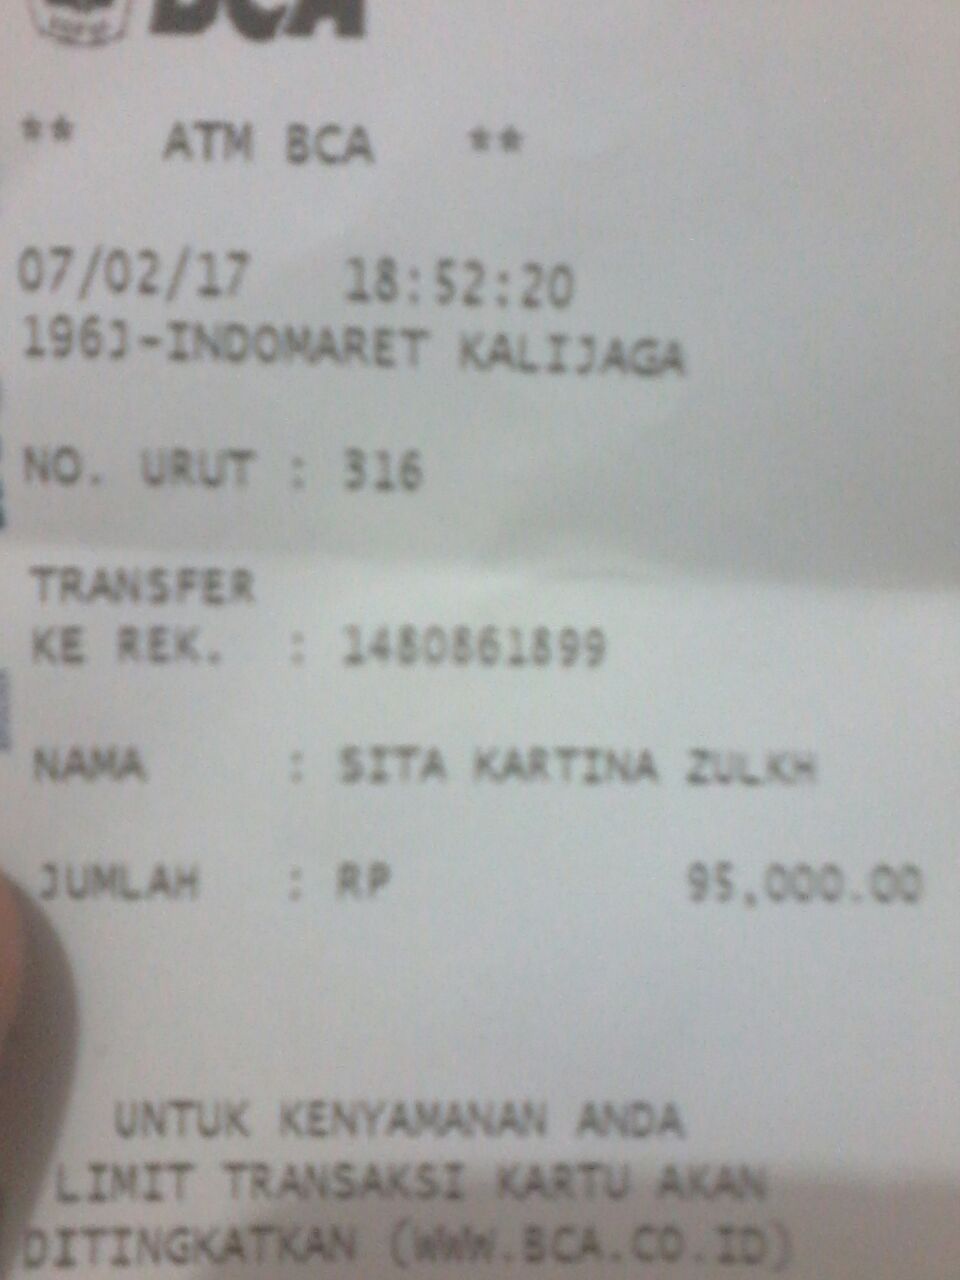 BCA
** ATM BCA **
07/02/17 18:52:20
196J-INDOMARET KALIJAGA
NO. URUT : 316
TRANSFER
KE REK. : 1480861899
NAMA : SITA KARTINA ZULKH
JUMLAH : RP 95,000.00
UNTUK KENYAMANAN ANDA
LIMIT TRANSAKSI KARTU AKAN
DITINGKATKAN (WWW.BCA.CO.ID)